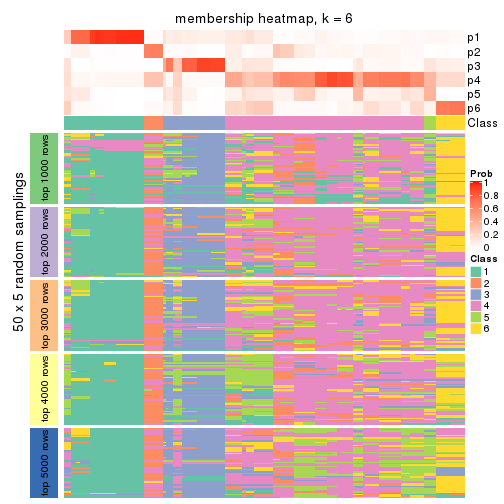 membership heatmap, k = 6
p1
p2
p3
p4
p5
p6
Class
50 x 5 random samplings
top 1000 rows
top 2000 rows
top 3000 rows
top 4000 rows
top 5000 rows
Prob
1
0.8
0.6
0.4
0.2
0
Class
1
2
3
4
5
6